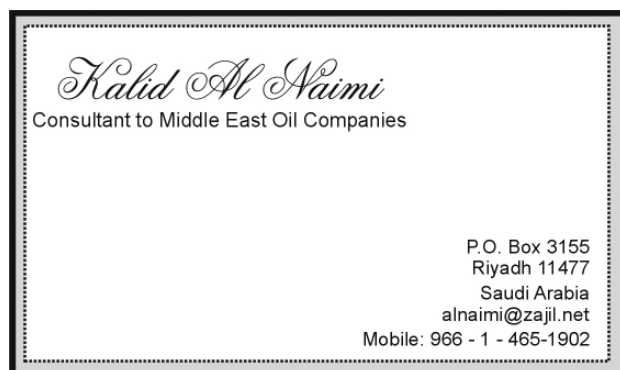 Kalid Al Naimi
Consultant to Middle East Oil Companies
P.O. Box 3155
Riyadh 11477
Saudi Arabia
alnaimi@zajil.net
Mobile: 966 - 1 - 465-1902